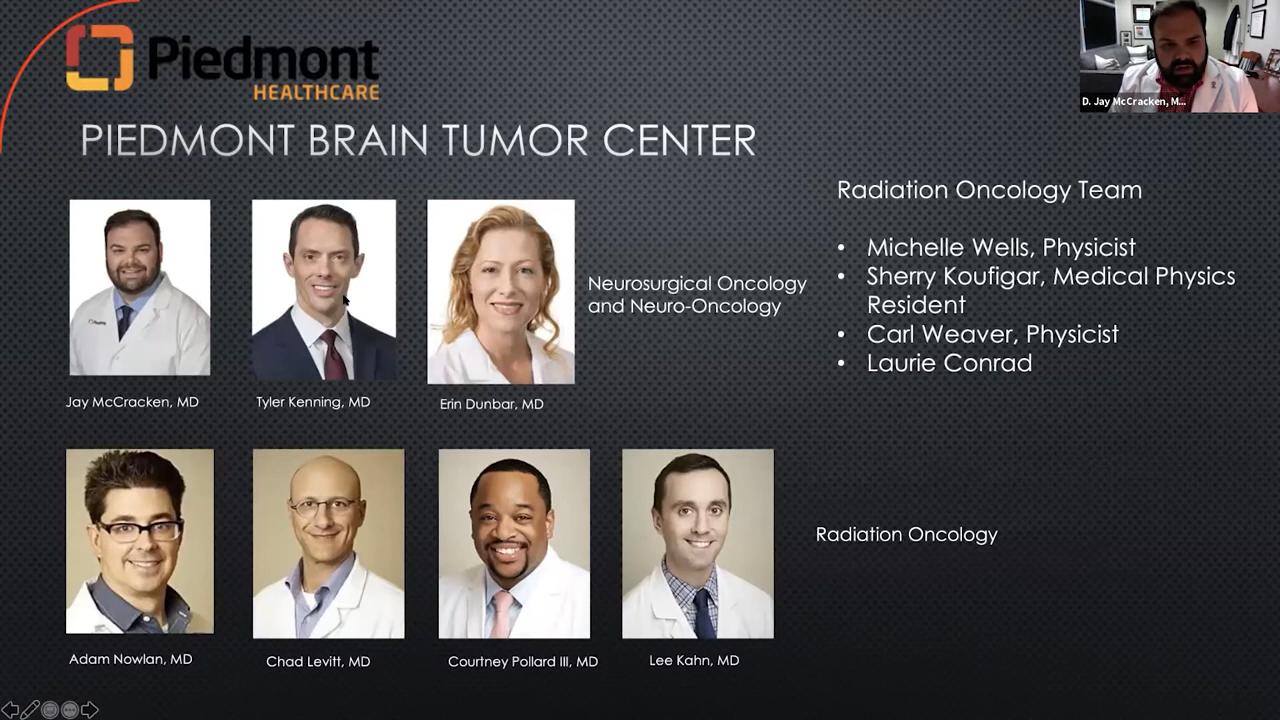 Piedmont
HEALTHCARE
D. Jay McCracken, M...
PIEDMONT BRAIN TUMOR CENTER
Radiation Oncology Team
• Michelle Wells, Physicist
• Sherry Koufigar, Medical Physics
Resident
• Carl Weaver, Physicist
• Laurie Conrad
Neurosurgical Oncology
and Neuro-Oncology
Jay McCracken, MD
Tyler Kenning, MD
Erin Dunbar, MD
Radiation Oncology
Adam Nowlan, MD
Chad Levitt, MD
Courtney Pollard III, MD
Lee Kahn, MD